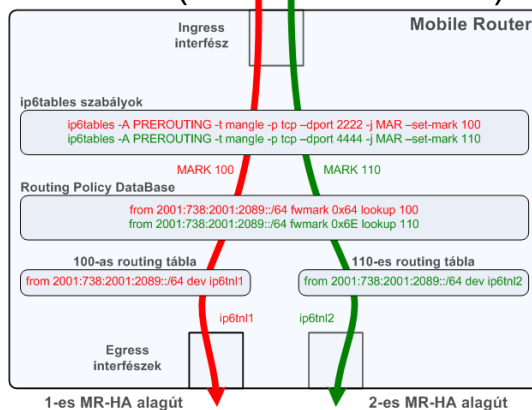 Mobile Router
Ingress
interfész
ip6tables szabályok
ip6tables -A PREROUTING -t mangle -p tcp –dport 2222 -j MAR –set-mark 100
ip6tables -A PREROUTING -t mangle -p tcp –dport 4444 -j MAR –set-mark 110
MARK 100
MARK 110
Routing Policy DataBase
from 2001:738:2001:2089::/64 fwmark 0x64 lookup 100
from 2001:738:2001:2089::/64 fwmark 0x6E lookup 110
100-as routing tábla
110-es routing tábla
from 2001:738:2001:2089::/64 dev ip6tnl1
from 2001:738:2001:2089::/64 dev ip6tnl2
ip6tnl1
ip6tnl2
Egress
interfészek
1-es MR-HA alagút
2-es MR-HA alagút